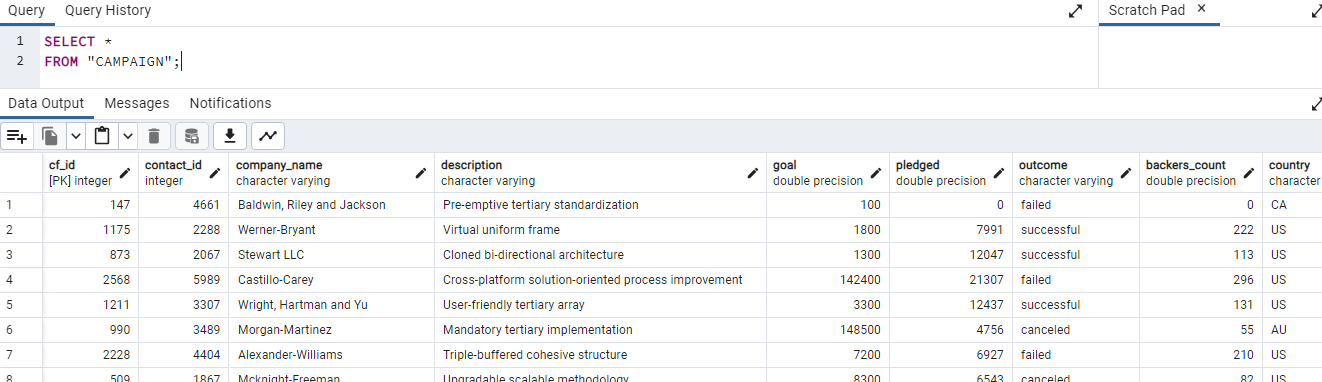 Query Query History Scratch Pad ×
1 SELECT *
2 FROM "CAMPAIGN";
Data Output Messages Notifications
cf_id contact_id company_name description goal pledged outcome backers_count country
[PK] integer integer character varying character varying double precision double precision character varying double precision character
1 147 4661 Baldwin, Riley and Jackson Pre-emptive tertiary standardization 100 0 failed 0 CA
2 1175 2288 Werner-Bryant Virtual uniform frame 1800 7991 successful 222 US
3 873 2067 Stewart LLC Cloned bi-directional architecture 1300 12047 successful 113 US
4 2568 5989 Castillo-Carey Cross-platform solution-oriented process improvement 142400 21307 failed 296 US
5 1211 3307 Wright, Hartman and Yu User-friendly tertiary array 3300 12437 successful 131 US
6 990 3489 Morgan-Martinez Mandatory tertiary implementation 148500 4756 canceled 55 AU
7 2228 4404 Alexander-Williams Triple-buffered cohesive structure 7200 6927 failed 210 US
8 509 1867 Mcknight-Freeman Upgradable scalable methodology 8300 6543 canceled 82 US